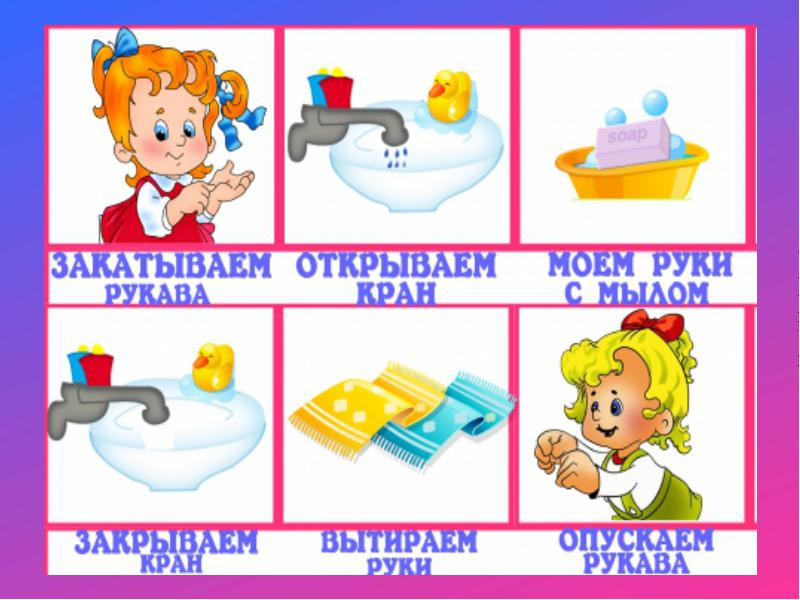 soap
ЗАКАТЫВАЕМ
РУКАВА
ОТКРЫВАЕМ
КРАН
МОЕМ РУКИ
С МЫЛОМ
ЗАКРЫВАЕМ
КРАН
ВЫТИРАЕМ
РУКИ
ОПУСКАЕМ
РУКАВА